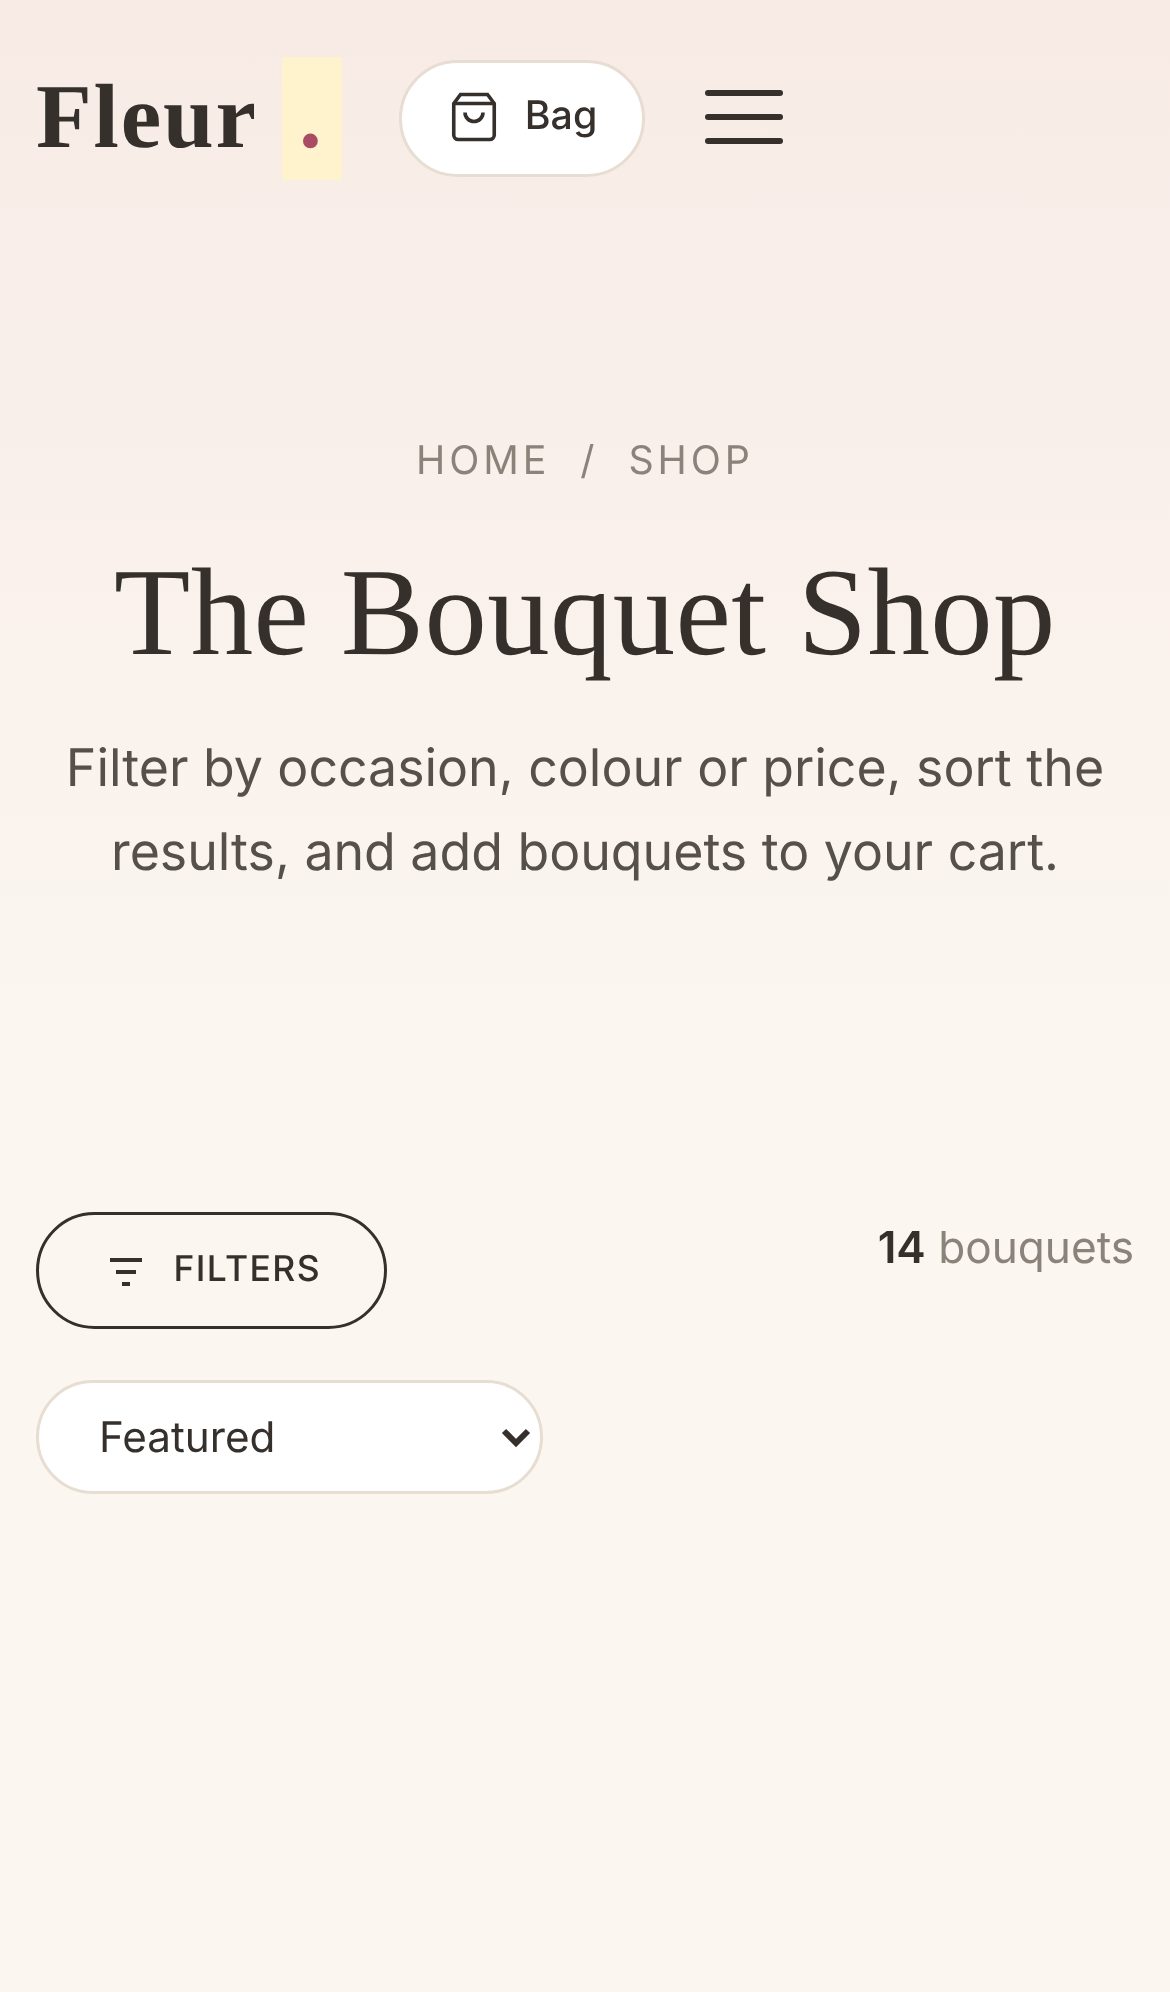 Fleur .
Bag
HOME / SHOP
The Bouquet Shop
Filter by occasion, colour or price, sort the
results, and add bouquets to your cart.
FILTERS
14 bouquets
Featured